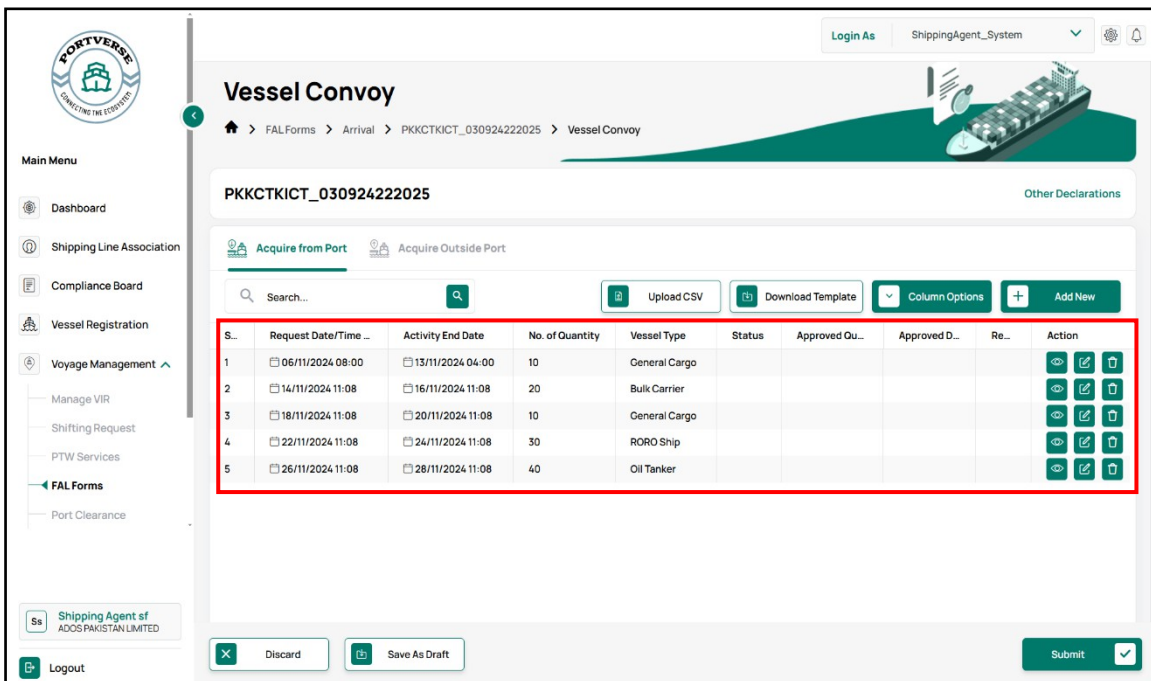 PORTVERSE
CONNECTING THE ECOSYSTEM
Login As ShippingAgent_System
Vessel Convoy
> FAL Forms > Arrival > PKKCTKICT_030924222025 > Vessel Convoy
Main Menu
Dashboard
Shipping Line Association
Compliance Board
Vessel Registration
Voyage Management
Manage VIR
Shifting Request
PTW Services
FAL Forms
Port Clearance
Ss Shipping Agent sf
ADOS PAKISTAN LIMITED
Logout
PKKCTKICT_030924222025 Other Declarations
Acquire from Port Acquire Outside Port
Search... Upload CSV Download Template Column Options Add New
S... Request Date/Time ... Activity End Date No. of Quantity Vessel Type Status Approved Qu... Approved D... Re... Action
1 06/11/2024 08:00 13/11/2024 04:00 10 General Cargo
2 14/11/2024 11:08 16/11/2024 11:08 20 Bulk Carrier
3 18/11/2024 11:08 20/11/2024 11:08 10 General Cargo
4 22/11/2024 11:08 24/11/2024 11:08 30 RORO Ship
5 26/11/2024 11:08 28/11/2024 11:08 40 Oil Tanker
Discard Save As Draft Submit